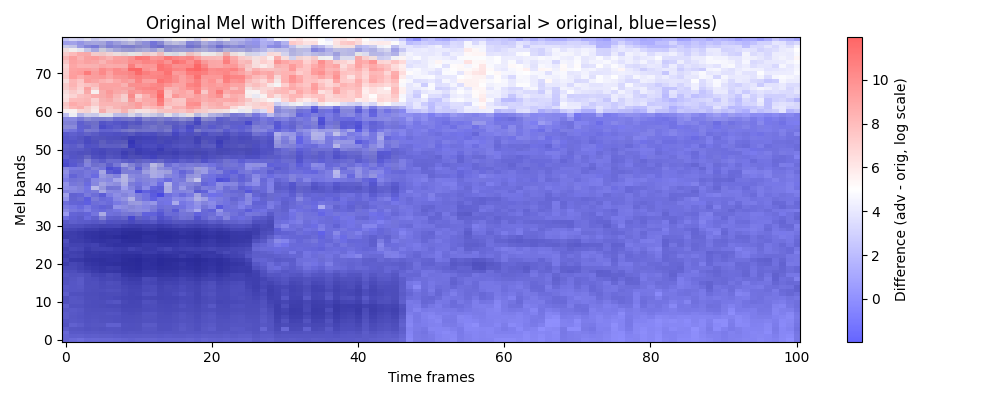 Original Mel with Differences (red=adversarial > original, blue=less)
Mel bands
70
60
50
40
30
20
10
0
0 20 40 60 80 100
Time frames
10
8
6
4
2
0
Difference (adv - orig, log scale)